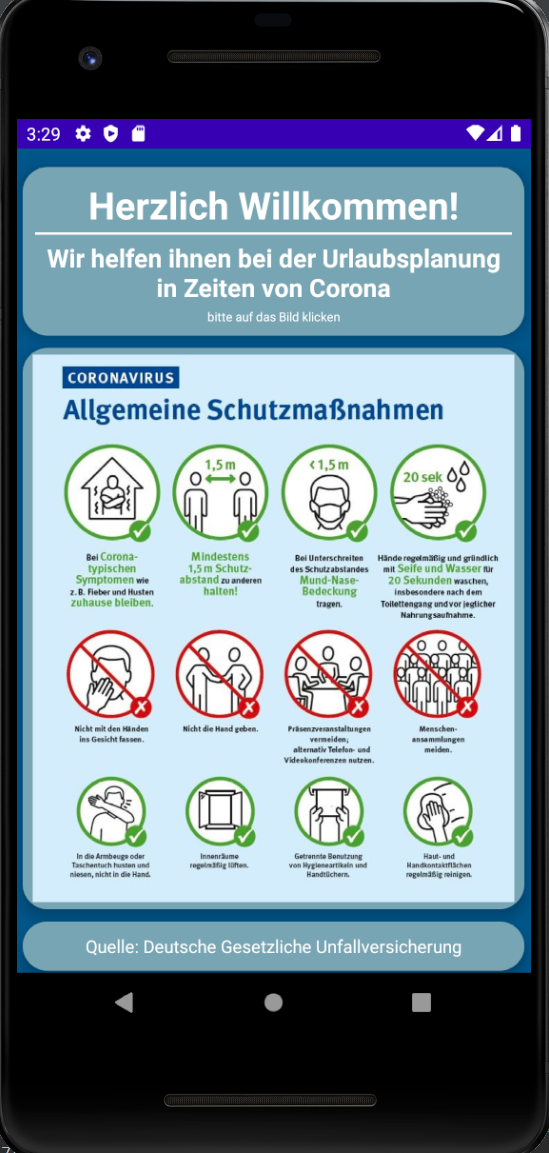 3:29
Herzlich Willkommen!
Wir helfen ihnen bei der Urlaubsplanung
in Zeiten von Corona
bitte auf das Bild klicken
CORONAVIRUS
Allgemeine Schutzmaßnahmen
1,5 m
< 1,5 m
20 sek
Bei Corona-
typischen
Symptomen wie
z. B. Fieber und Husten
zuhause bleiben.
Mindestens
1,5 m Schutz-
abstand zu anderen
halten!
Bei Unterschreiten
des Schutzabstandes
Mund-Nase-
Bedeckung
tragen.
Hände regelmäßig und gründlich
mit Seife und Wasser für
20 Sekunden waschen,
insbesondere nach dem
Toilettengang und vor jeglicher
Nahrungsaufnahme.
Nicht mit den Händen
ins Gesicht fassen.
Nicht die Hand geben.
Präsenzveranstaltungen
vermeiden;
alternativ Telefon- und
Videokonferenzen nutzen.
Menschen-
ansammlungen
meiden.
In die Armbeuge oder
Taschentuch husten und
niesen, nicht in die Hand.
Innenräume
regelmäßig lüften.
Getrennte Benutzung
von Hygieneartikeln und
Handtüchern.
Haut- und
Handkontaktflächen
regelmäßig reinigen.
Quelle: Deutsche Gesetzliche Unfallversicherung